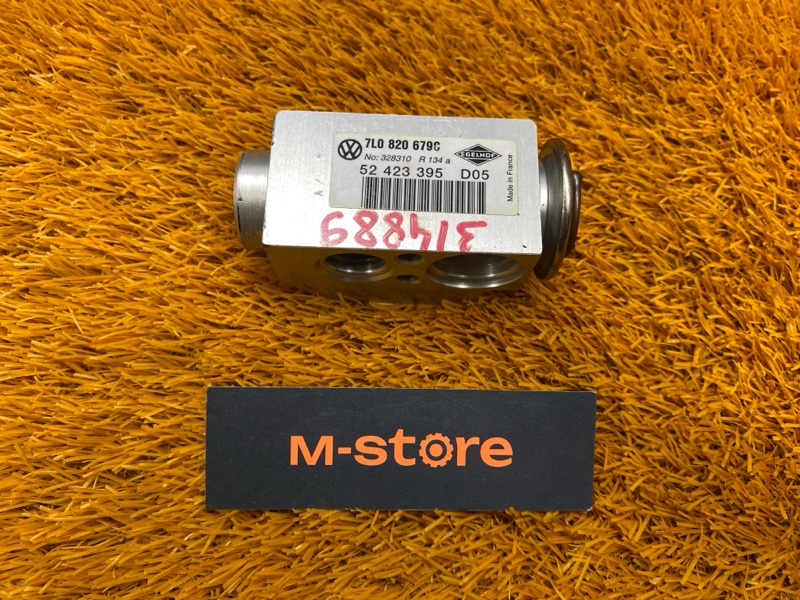 7L0 820 679C
No: 328310 R 134 a
EGELHOF
52 423 395 D05
Made in France
314889
M-store